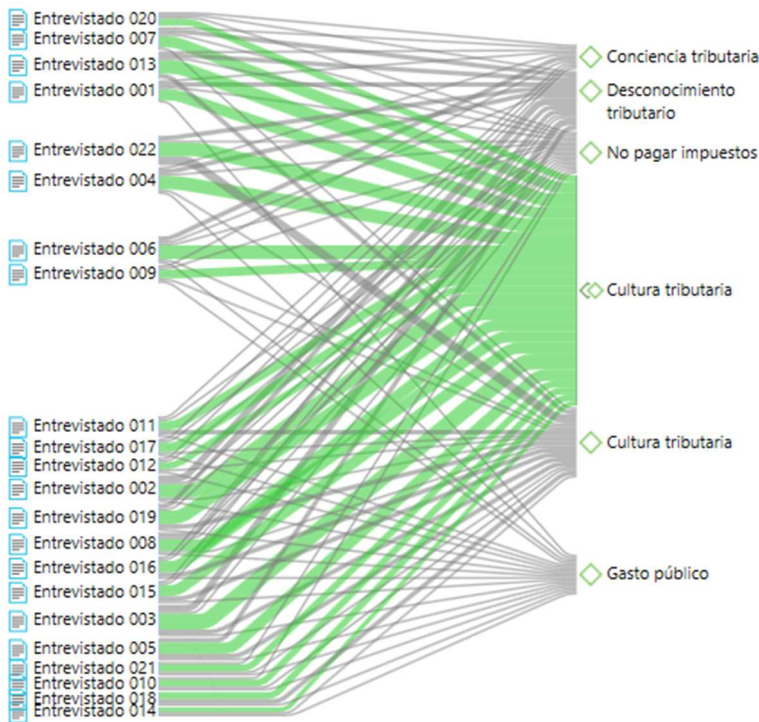 Entrevistado 020
Entrevistado 007
Entrevistado 013
Entrevistado 001
Entrevistado 022
Entrevistado 004
Entrevistado 006
Entrevistado 009
Entrevistado 011
Entrevistado 017
Entrevistado 012
Entrevistado 002
Entrevistado 019
Entrevistado 008
Entrevistado 016
Entrevistado 015
Entrevistado 003
Entrevistado 005
Entrevistado 021
Entrevistado 010
Entrevistado 018
Entrevistado 014
Conciencia tributaria
Desconocimiento
tributario
No pagar impuestos
Cultura tributaria
Cultura tributaria
Gasto público